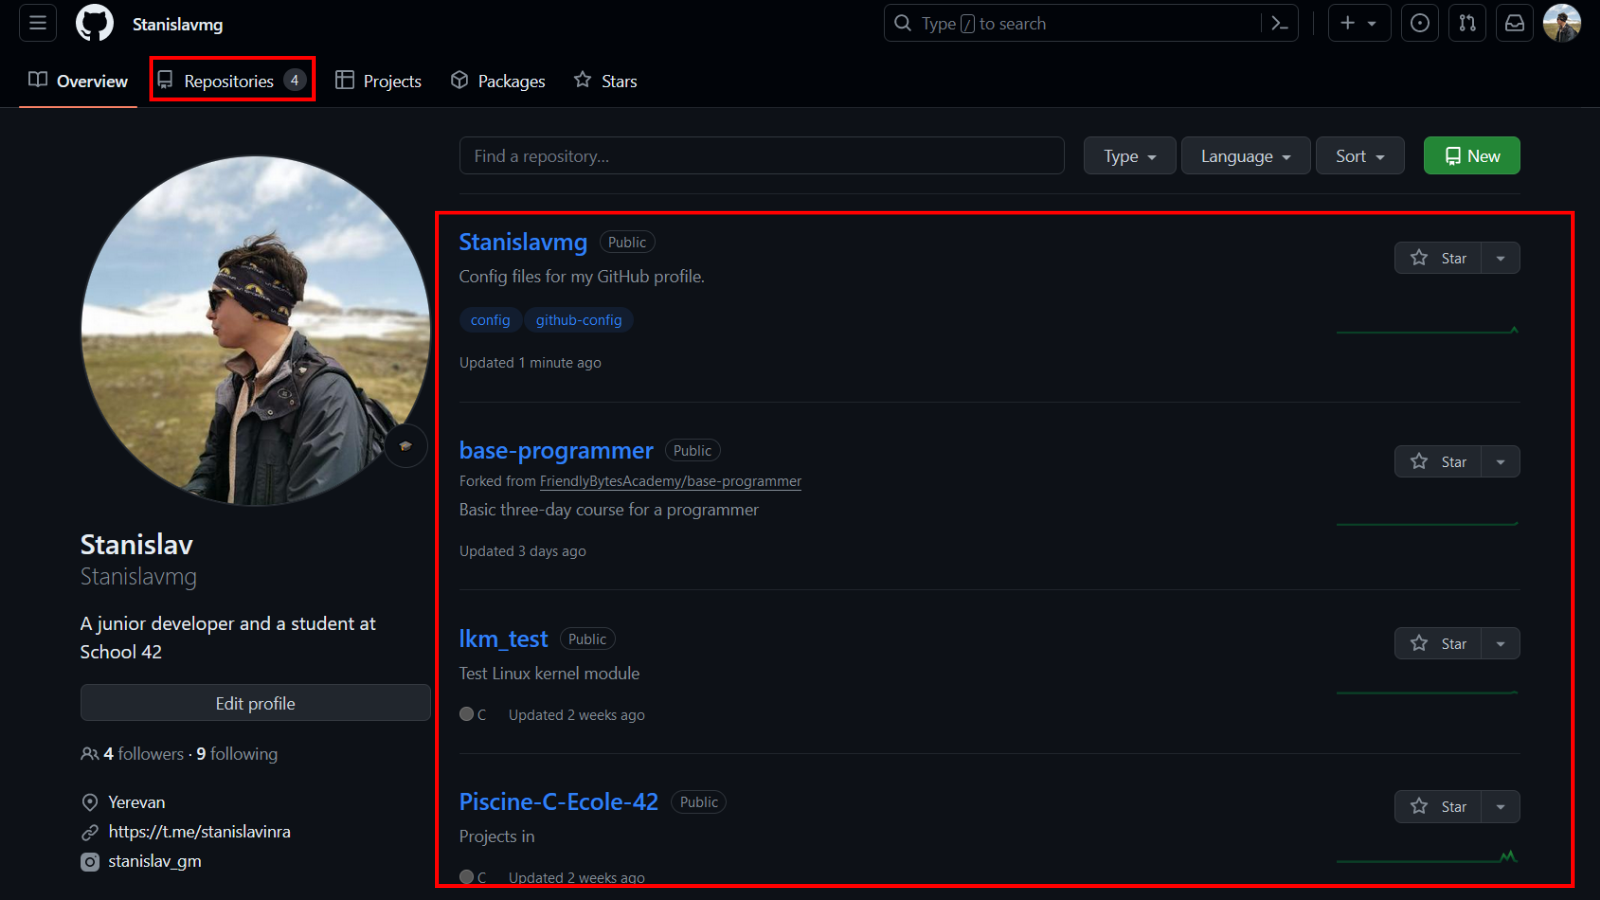 Stanislavmg
Type / to search
Overview
Repositories 4
Projects
Packages
Stars
Find a repository...
Type
Language
Sort
New
Stanislavmg Public
Star
Config files for my GitHub profile.
config github-config
Updated 1 minute ago
base-programmer Public
Star
Forked from FriendlyBytesAcademy/base-programmer
Basic three-day course for a programmer
Updated 3 days ago
lkm_test Public
Star
Test Linux kernel module
C Updated 2 weeks ago
Piscine-C-Ecole-42 Public
Star
Projects in
C Updated 2 weeks ago
Stanislav
Stanislavmg
A junior developer and a student at
School 42
Edit profile
4 followers · 9 following
Yerevan
https://t.me/stanislavinra
stanislav_gm